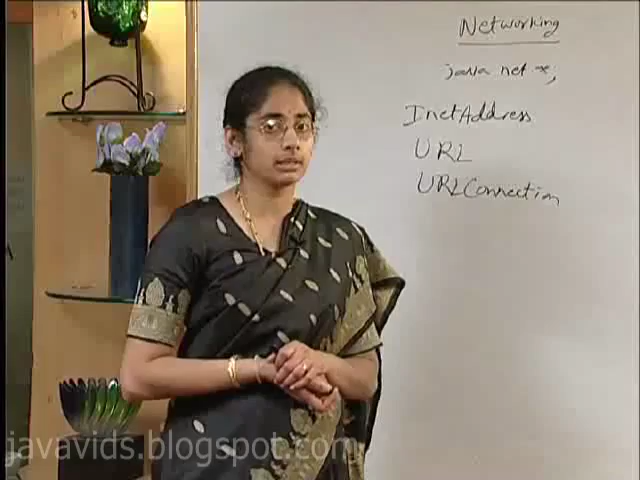 Networking
java net *;
InetAddress
URL
URLConnection
javavids.blogspot.com